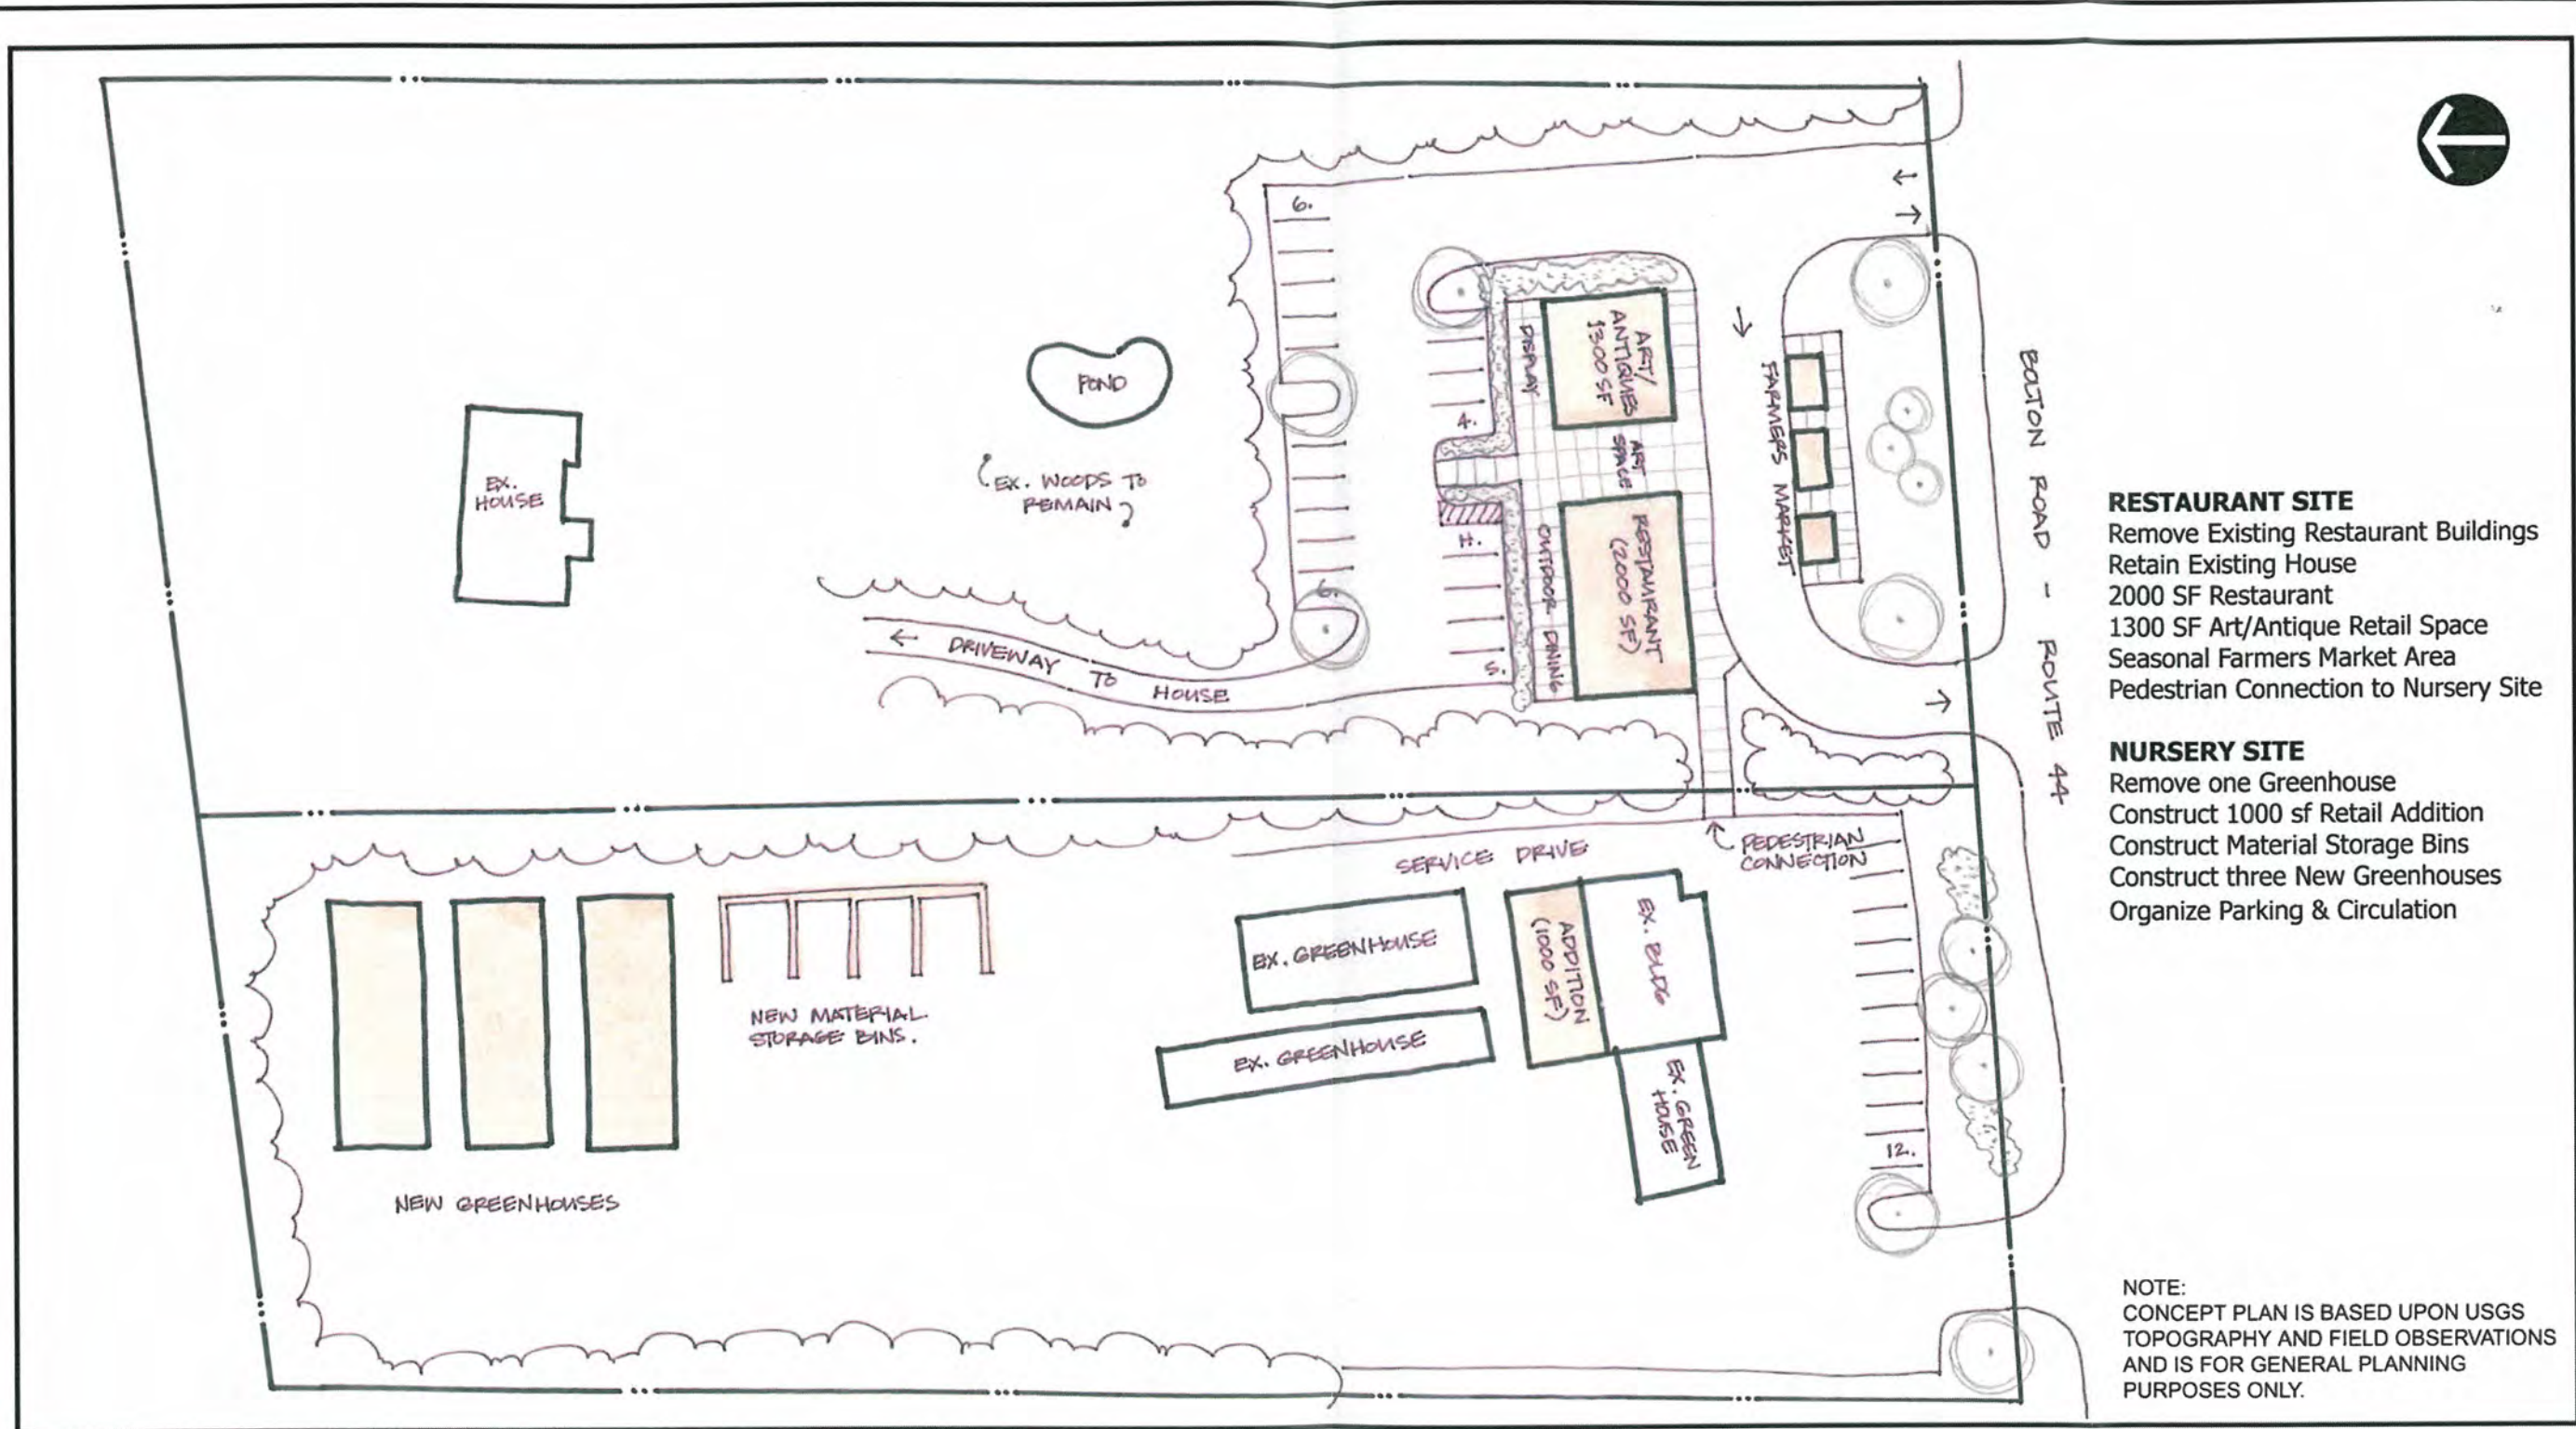 6.
POND
EX.
HOUSE
EX. WOODS TO
REMAIN
DRIVEWAY TO HOUSE
6.
4.
H.
5.
DISPLAY
ART/
ANTIQUES
1300 SF
ART
SPACE
RESTAURANT
(2000 SF)
OUTDOOR DINING
FARMERS MARKET
BOLTON ROAD - ROUTE 44
PEDESTRIAN
CONNECTION
SERVICE DRIVE
EX. GREENHOUSE
EX. GREENHOUSE
ADDITION
(1000 SF)
EX. BLDG
EX. GREEN
HOUSE
12.
NEW MATERIAL
STORAGE BINS.
NEW GREENHOUSES
RESTAURANT SITE
Remove Existing Restaurant Buildings
Retain Existing House
2000 SF Restaurant
1300 SF Art/Antique Retail Space
Seasonal Farmers Market Area
Pedestrian Connection to Nursery Site
NURSERY SITE
Remove one Greenhouse
Construct 1000 sf Retail Addition
Construct Material Storage Bins
Construct three New Greenhouses
Organize Parking & Circulation
NOTE:
CONCEPT PLAN IS BASED UPON USGS
TOPOGRAPHY AND FIELD OBSERVATIONS
AND IS FOR GENERAL PLANNING
PURPOSES ONLY.